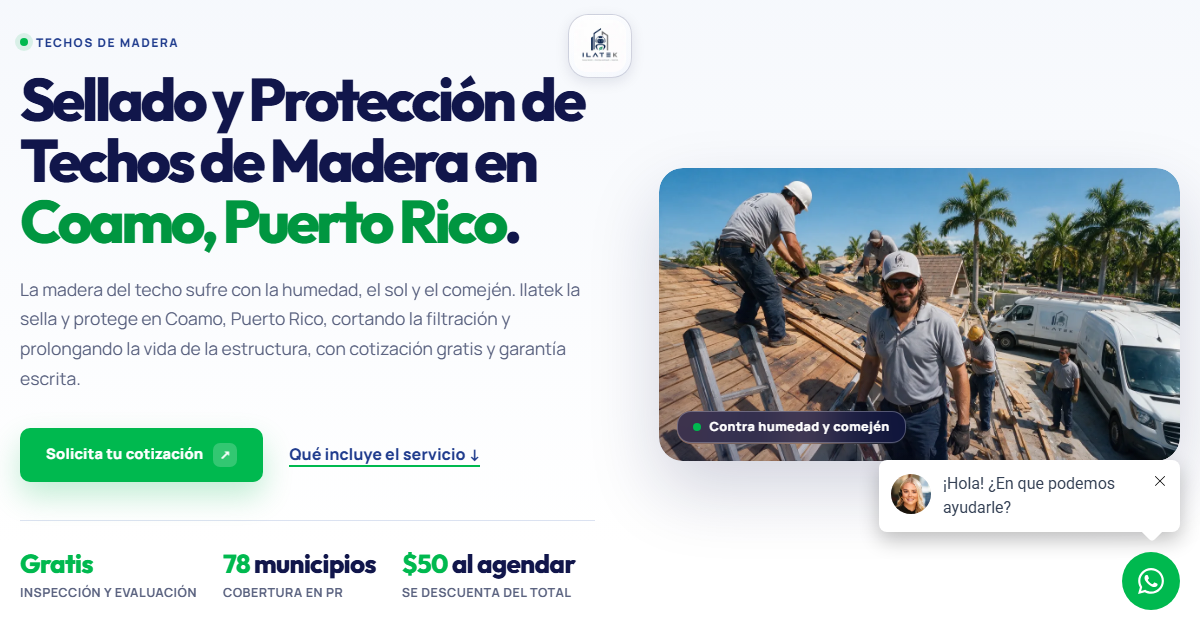 TECHOS DE MADERA
ILATEK
Sellado y Protección de
Techos de Madera en
Coamo, Puerto Rico.
La madera del techo sufre con la humedad, el sol y el comején. Ilatek la
sella y protege en Coamo, Puerto Rico, cortando la filtración y
prolongando la vida de la estructura, con cotización gratis y garantía
escrita.
Solicita tu cotización ↗
Qué incluye el servicio ↓
Gratis
INSPECCIÓN Y EVALUACIÓN
78 municipios
COBERTURA EN PR
$50 al agendar
SE DESCUENTA DEL TOTAL
ILATEK
Contra humedad y comején
¡Hola! ¿En que podemos
ayudarle?